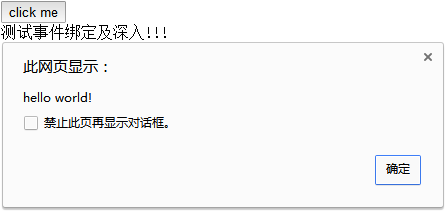 click me
测试事件绑定及深入!!!
此网页显示：
hello world!
禁止此页再显示对话框。
确定